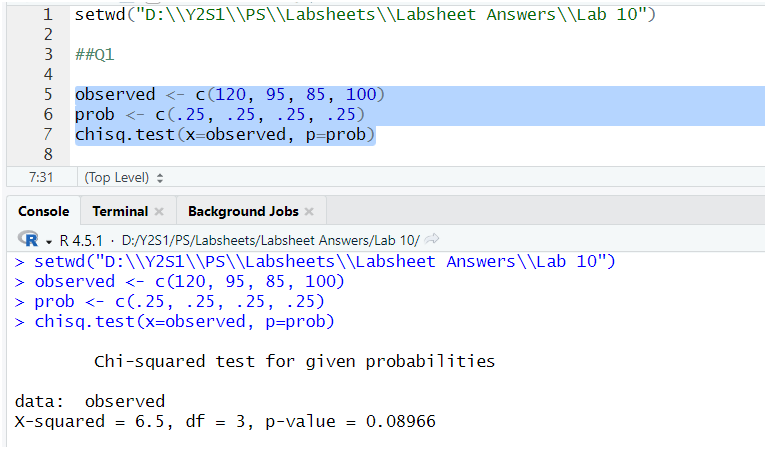 1 setwd("D:\\Y2S1\\PS\\Labsheets\\Labsheet Answers\\Lab 10")
2
3 ##Q1
4
5 observed <- c(120, 95, 85, 100)
6 prob <- c(.25, .25, .25, .25)
7 chisq.test(x=observed, p=prob)
8
7:31 (Top Level)
Console Terminal Background Jobs
R R 4.5.1 · D:/Y2S1/PS/Labsheets/Labsheet Answers/Lab 10/
> setwd("D:\\Y2S1\\PS\\Labsheets\\Labsheet Answers\\Lab 10")
> observed <- c(120, 95, 85, 100)
> prob <- c(.25, .25, .25, .25)
> chisq.test(x=observed, p=prob)
Chi-squared test for given probabilities
data: observed
X-squared = 6.5, df = 3, p-value = 0.08966